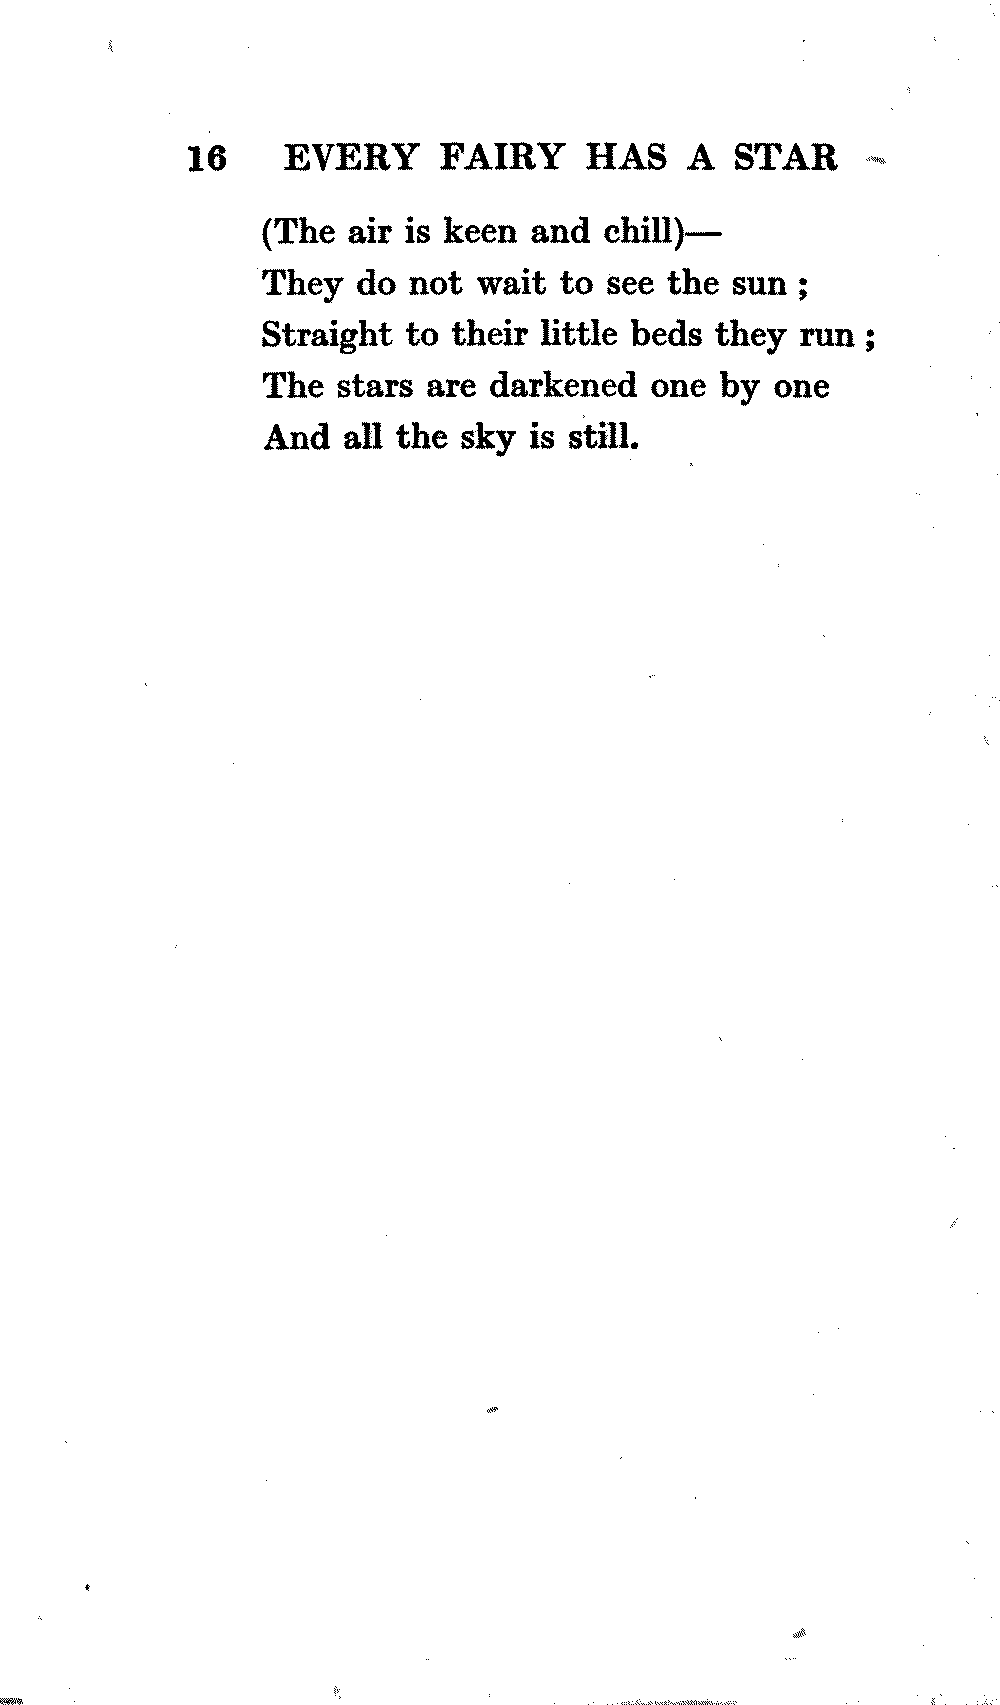 16 EVERY FAIRY HAS A STAR
(The air is keen and chill)—
They do not wait to see the sun ;
Straight to their little beds they run ;
The stars are darkened one by one
And all the sky is still.